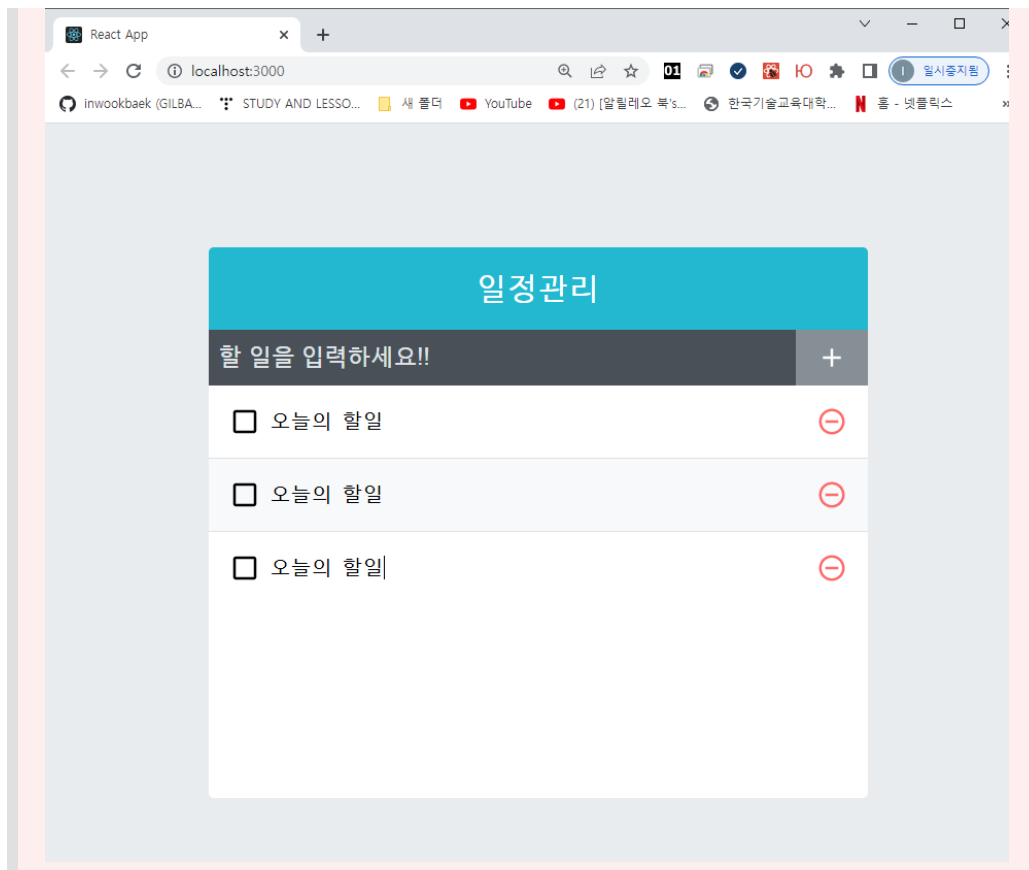 React App
localhost:3000
01
I 일시중지됨
inwookbaek (GILBA... STUDY AND LESSO... 새 폴더 YouTube (21) [알릴레오 북's... 한국기술교육대학... 홈 - 넷플릭스 »
일정관리
할 일을 입력하세요!!
오늘의 할일
오늘의 할일
오늘의 할일